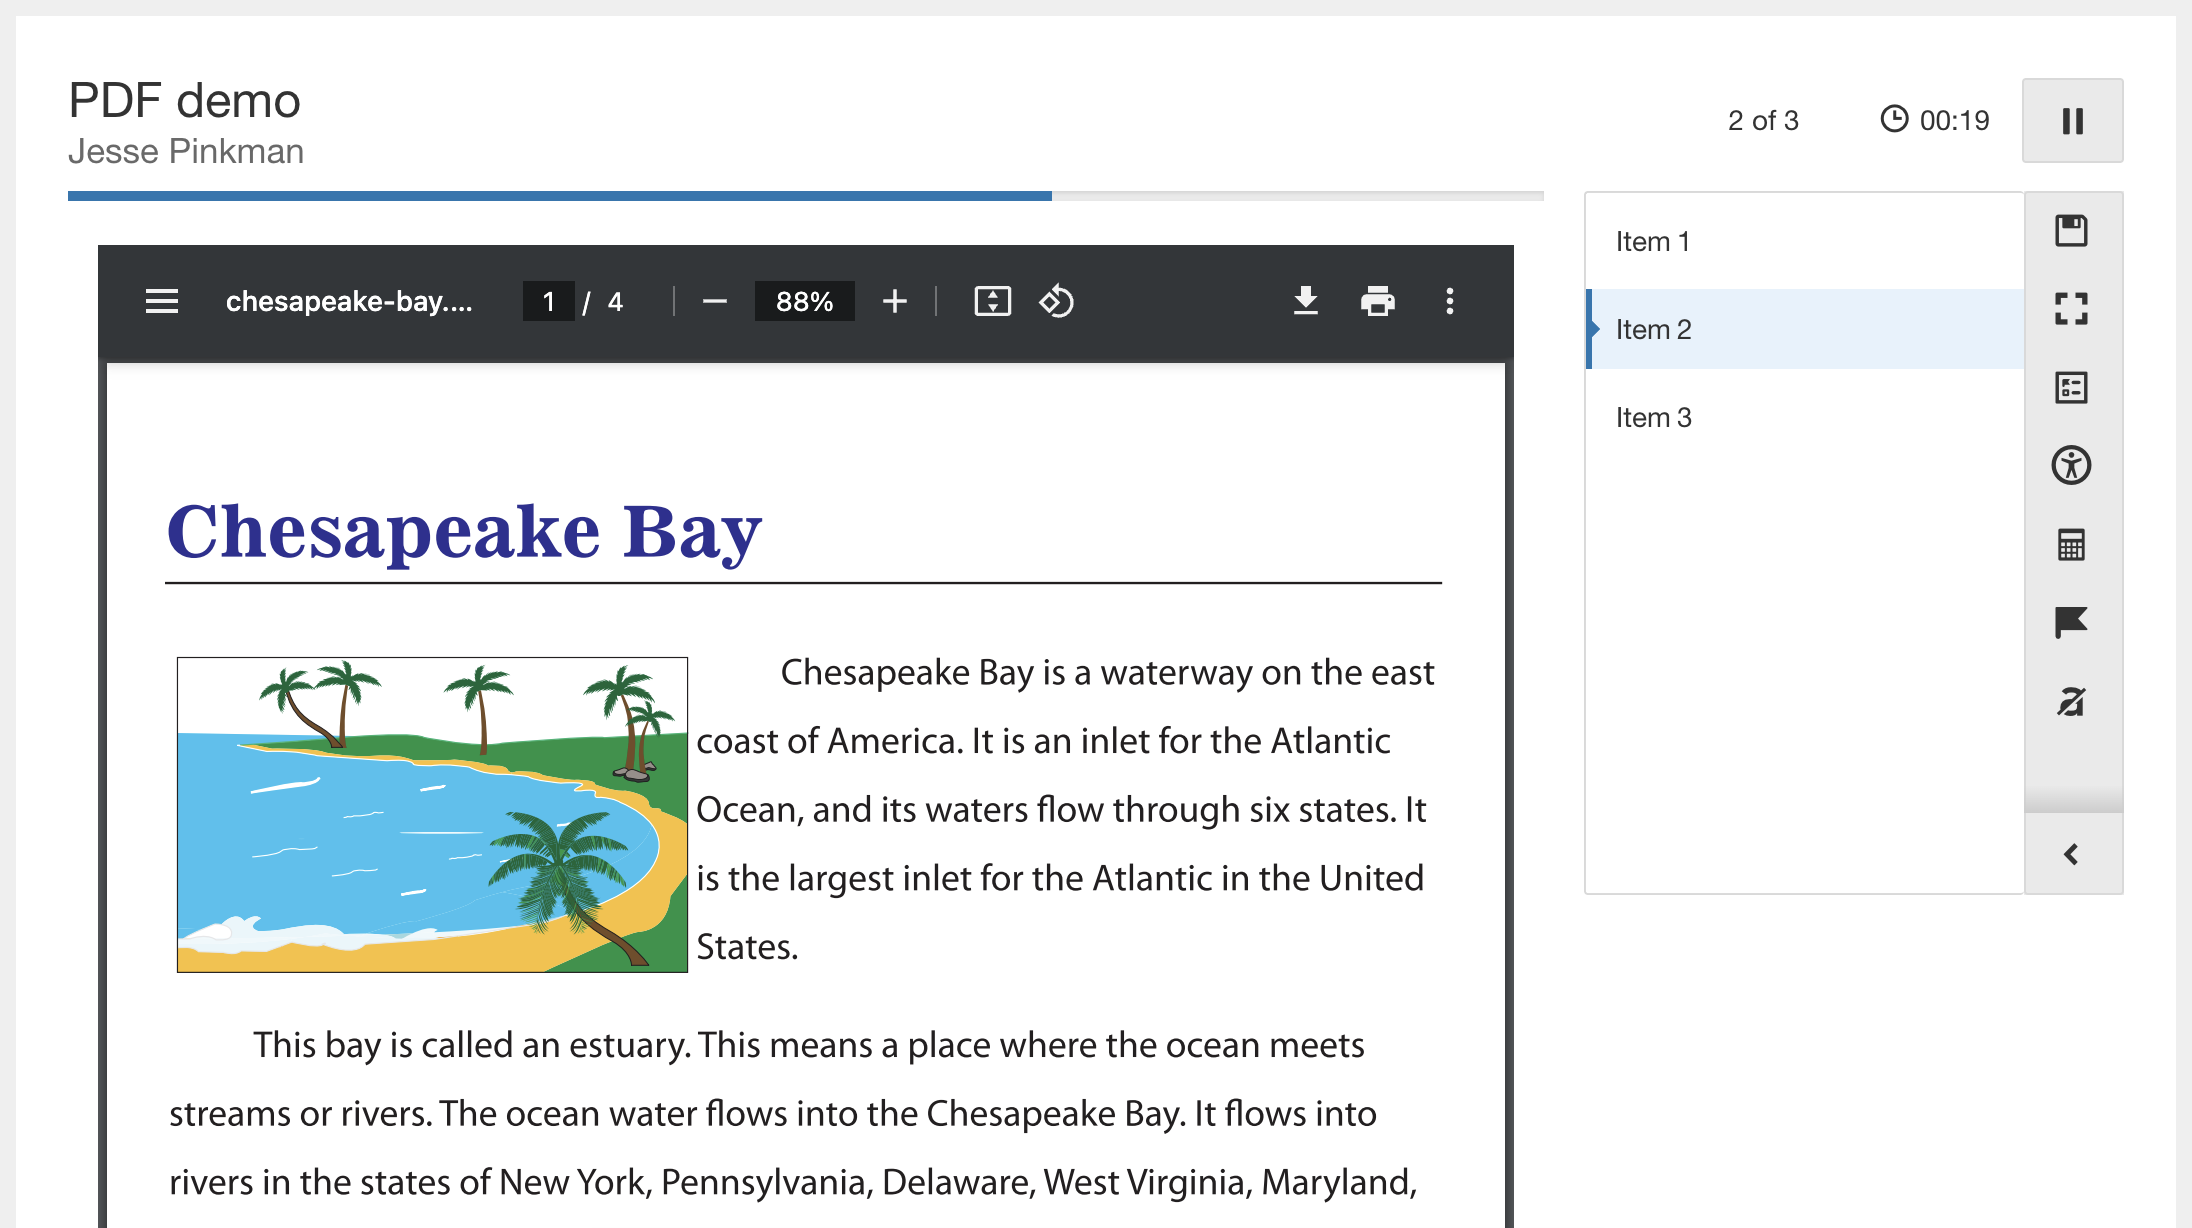 PDF demo
Jesse Pinkman
2 of 3
00:19
chesapeake-bay....
1 / 4
88%
Item 1
Item 2
Item 3
Chesapeake Bay
Chesapeake Bay is a waterway on the east
coast of America. It is an inlet for the Atlantic
Ocean, and its waters flow through six states. It
is the largest inlet for the Atlantic in the United
States.
This bay is called an estuary. This means a place where the ocean meets
streams or rivers. The ocean water flows into the Chesapeake Bay. It flows into
rivers in the states of New York, Pennsylvania, Delaware, West Virginia, Maryland,